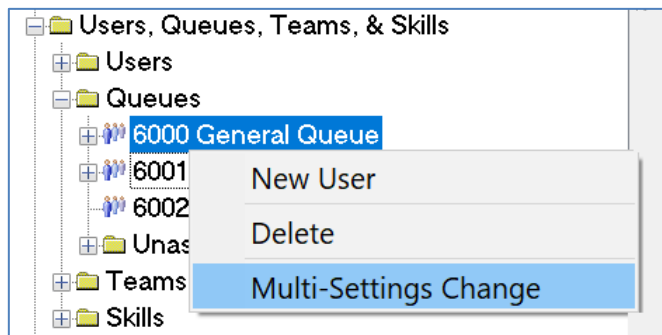 Users, Queues, Teams, & Skills
Users
Queues
6000 General Queue
6001
New User
6002
Delete
Unas
Teams
Multi-Settings Change
Skills